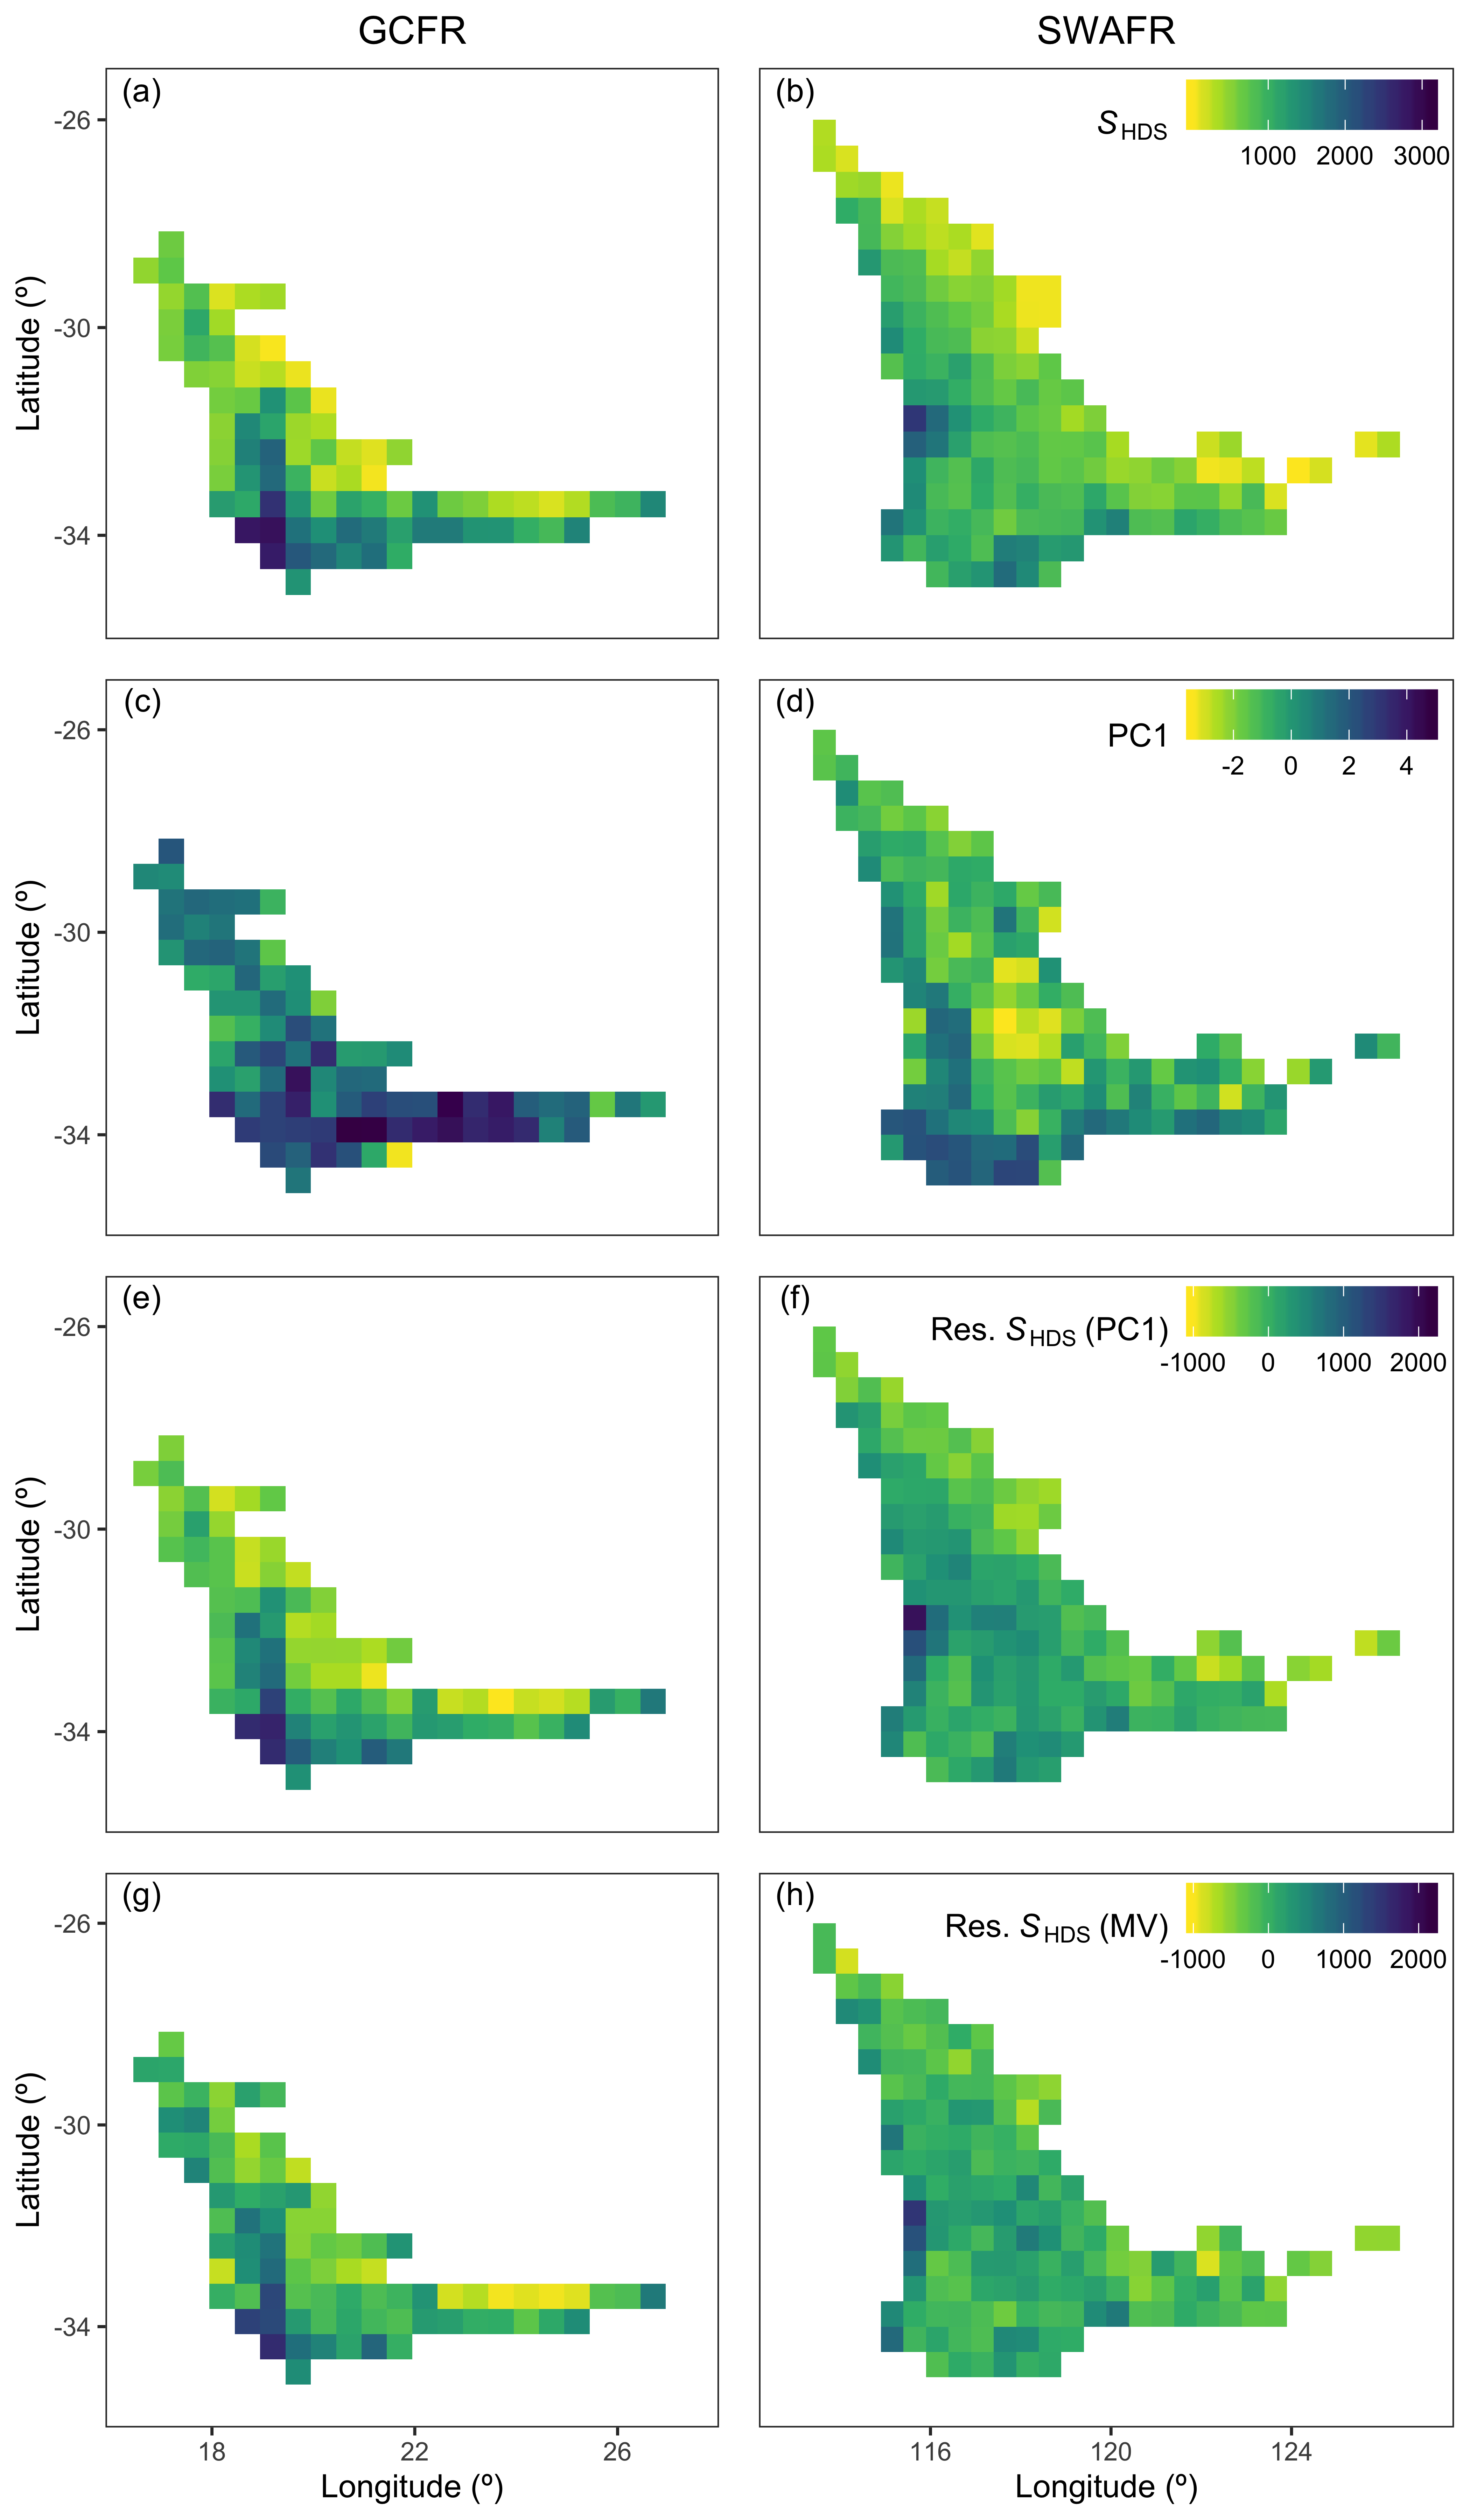 GCFR SWAFR
(a) (b)
S HDS
1000 2000 3000
-26
-30
-34
Latitude (º)
(c) (d)
PC1
-2 0 2 4
-26
-30
-34
Latitude (º)
(e) (f)
Res. S HDS (PC1)
-1000 0 1000 2000
-26
-30
-34
Latitude (º)
(g) (h)
Res. S HDS (MV)
-1000 0 1000 2000
-26
-30
-34
Latitude (º)
18 22 26 116 120 124
Longitude (º) Longitude (º)